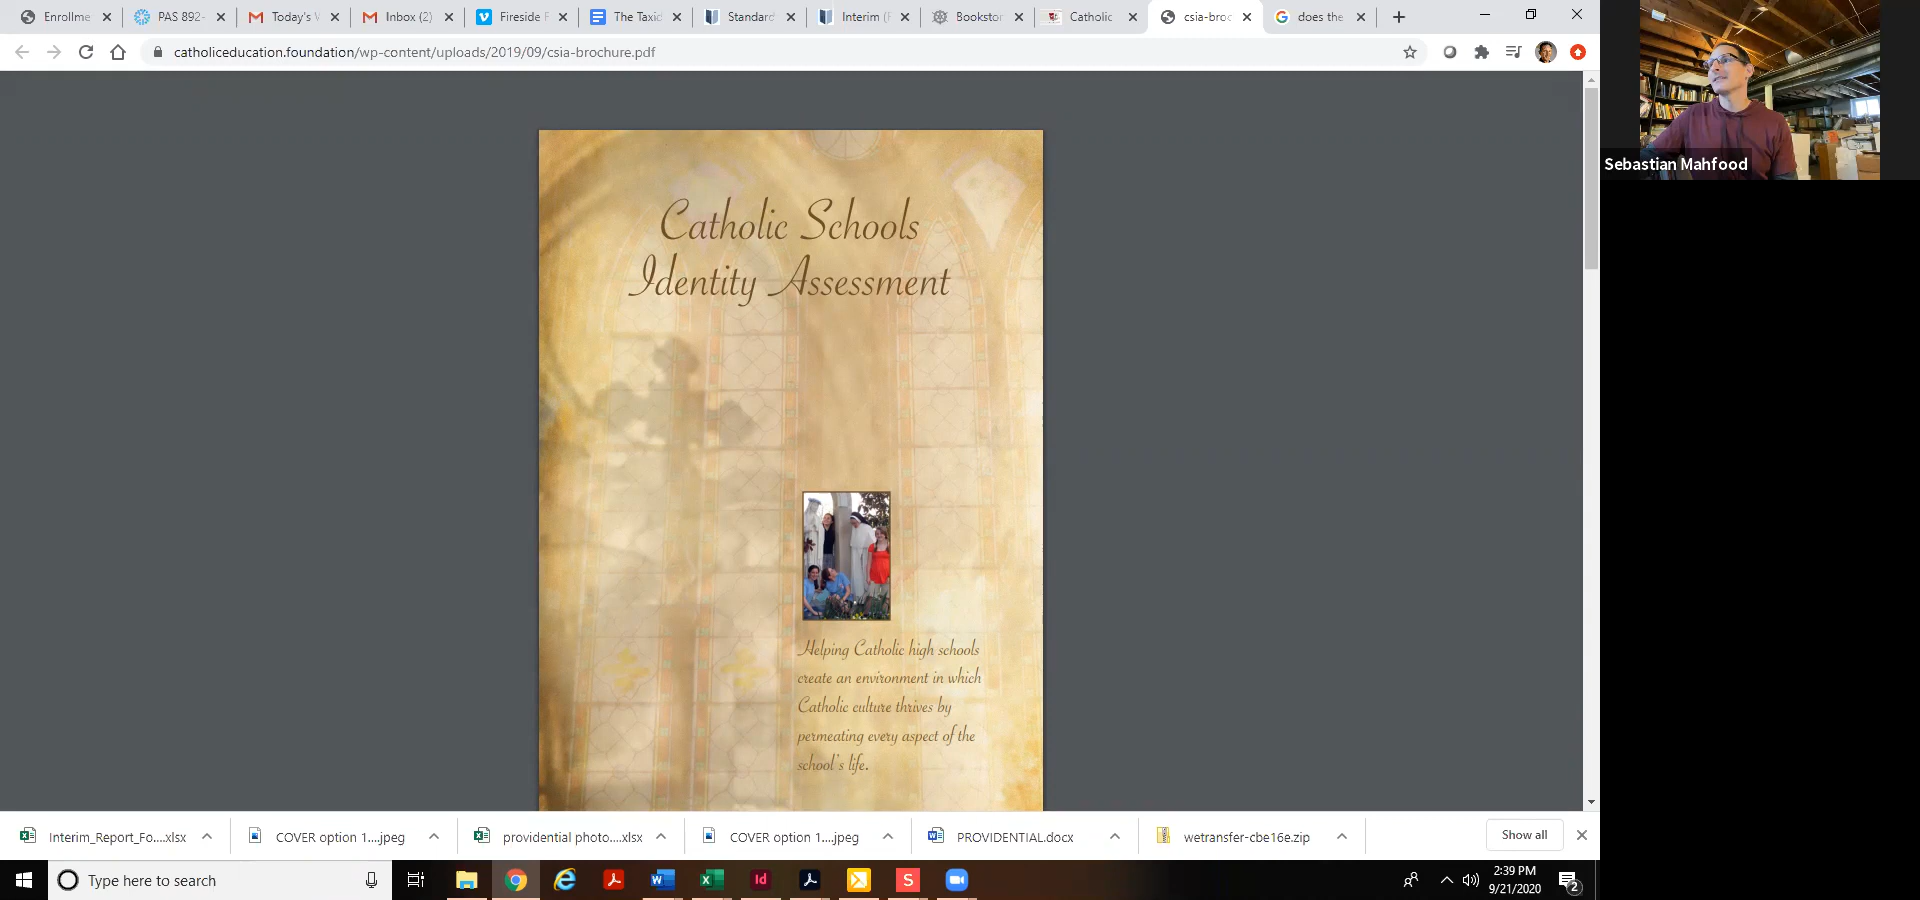 Enrollme
PAS 892-
Today's V
Inbox (2)
Fireside F
The Taxid
Standard
Interim (F
Bookstor
Catholic
csia-broc
does the
catholiceducation.foundation/wp-content/uploads/2019/09/csia-brochure.pdf
Sebastian Mahfood
Catholic Schools
Identity Assessment
Helping Catholic high schools
create an environment in which
Catholic culture thrives by
permeating every aspect of the
school's life.
Interim_Report_Fo....xlsx
COVER option 1....jpeg
providential photo....xlsx
COVER option 1....jpeg
PROVIDENTIAL.docx
wetransfer-cbe16e.zip
Show all
Type here to search
2:39 PM
9/21/2020
2